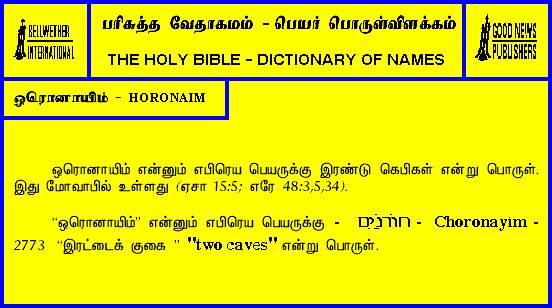 BELLWETHER
INTERNATIONAL
பரிசுத்த வேதாகமம் - பெயர் பொருள்விளக்கம்
THE HOLY BIBLE - DICTIONARY OF NAMES
GOOD NEWS
PUBLISHERS
ஒரொனாயிம் - HORONAIM
ஒரொனாயிம் என்னும் எபிரெய பெயருக்கு இரண்டு கெபிகள் என்று பொருள்.
இது மோவாபில் உள்ளது (ஏசா 15:5; எரே 48:3,5,34).
“ஒரொனாயிம்” என்னும் எபிரெய பெயருக்கு - חֹרֹנַיִם - Choronayim -
2773 “இரட்டைக் குகை ” "two caves" என்று பொருள்.